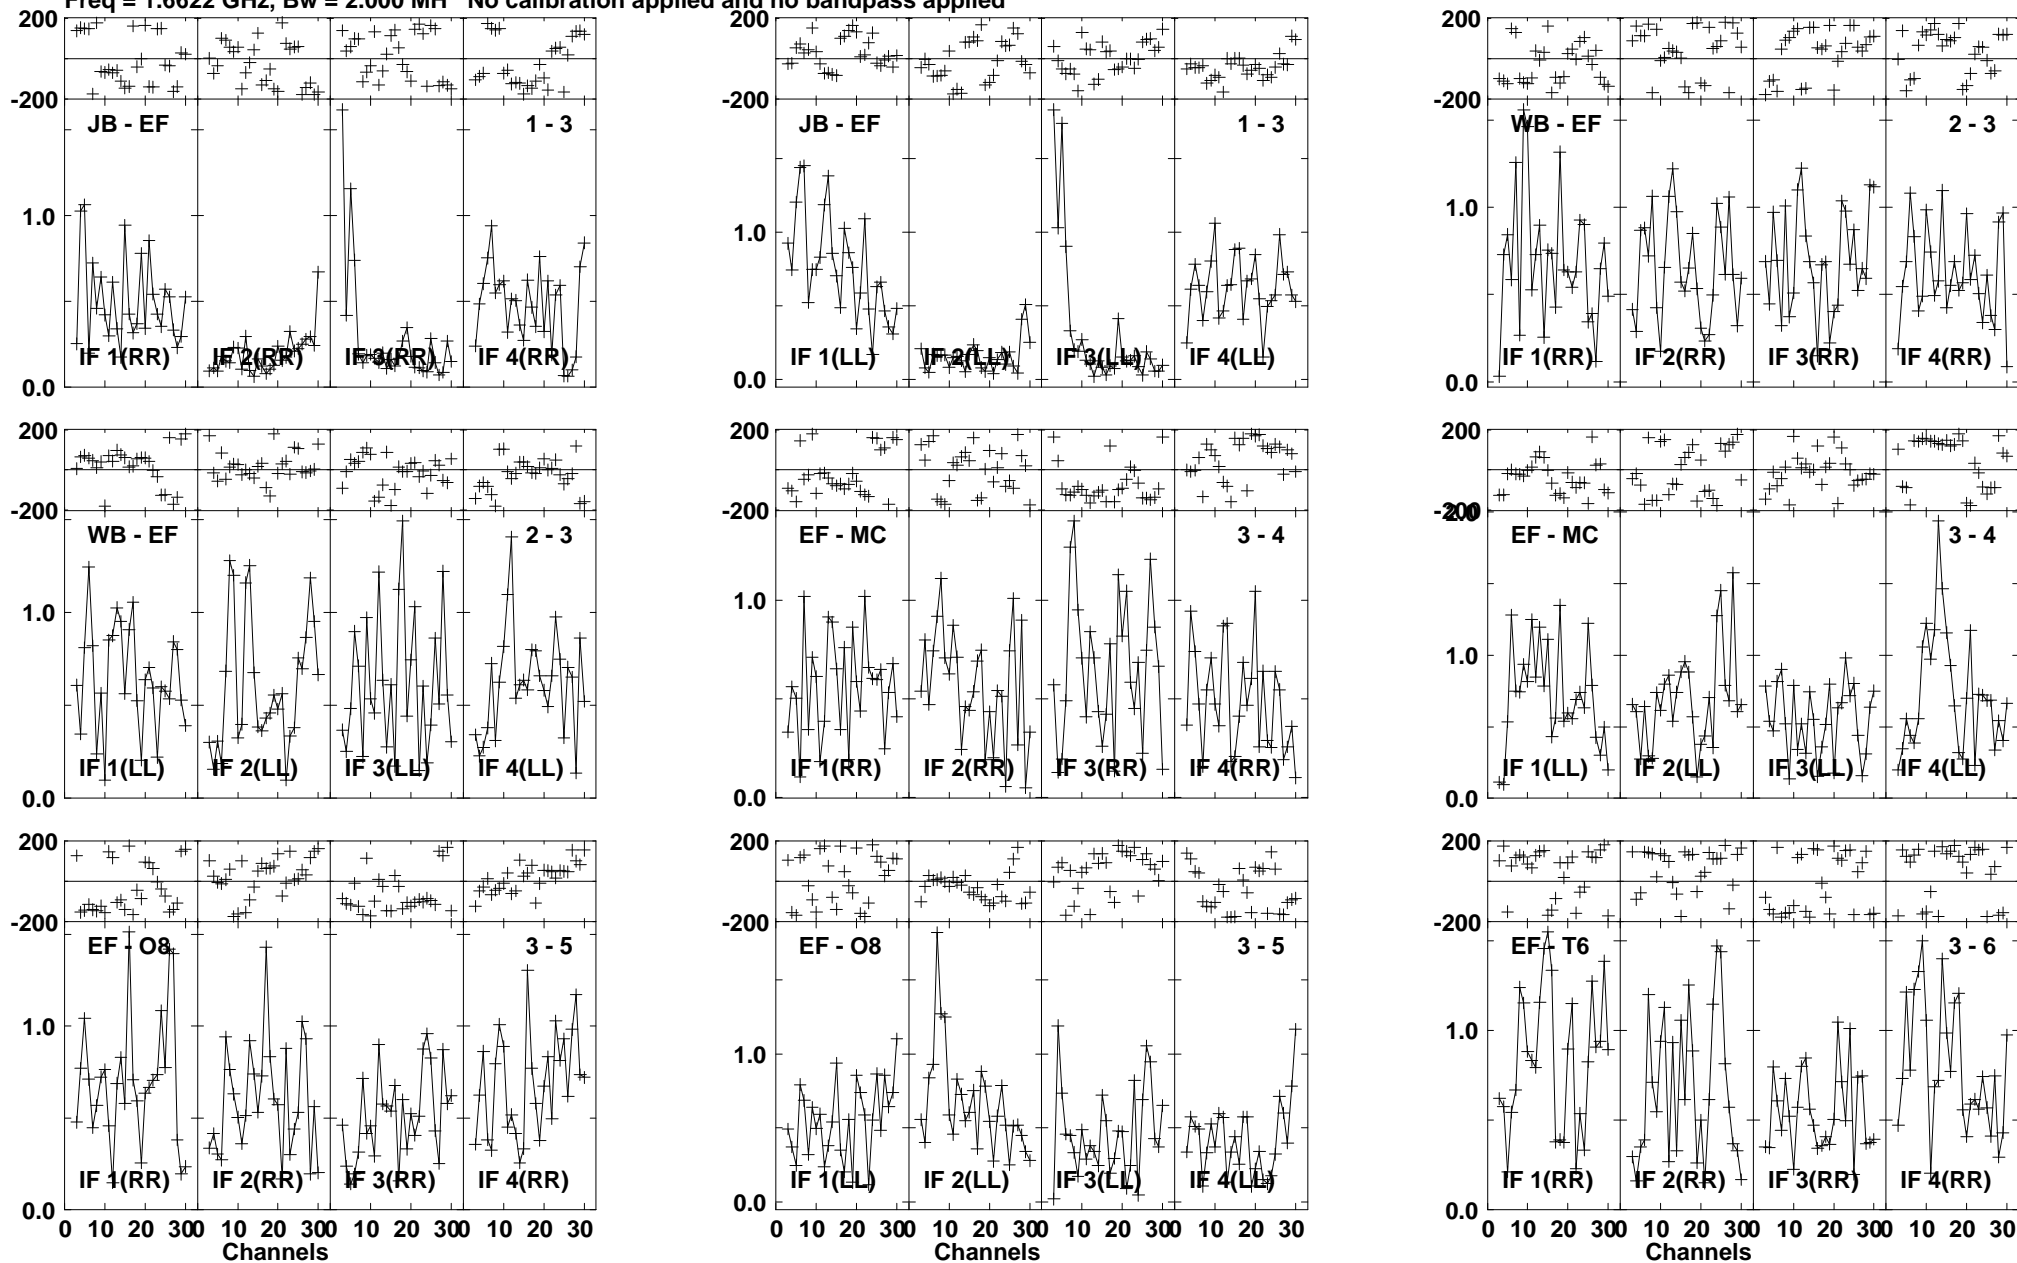 Freq = 1.6622 GHz, Bw = 2.000 MH No calibration applied and no bandpass applied
200 200 200
-200 -200 -200
JB - EF 1 - 3 JB - EF 1 - 3 WB - EF 2 - 3
1.0 1.0 1.0
IF 1(RR) IF 2(RR) IF 3(RR) IF 4(RR) IF 1(LL) IF 2(LL) IF 3(LL) IF 4(LL) IF 1(RR) IF 2(RR) IF 3(RR) IF 4(RR)
0.0 0.0 0.0
200 200 200
-200 -200 -200
2.0
WB - EF 2 - 3 EF - MC 3 - 4 EF - MC 3 - 4
1.0 1.0 1.0
IF 1(LL) IF 2(LL) IF 3(LL) IF 4(LL) IF 1(RR) IF 2(RR) IF 3(RR) IF 4(RR) IF 1(LL) IF 2(LL) IF 3(LL) IF 4(LL)
0.0 0.0 0.0
200 200 200
-200 -200 -200
EF - O8 3 - 5 EF - O8 3 - 5 EF - T6 3 - 6
1.0 1.0 1.0
IF 1(RR) IF 2(RR) IF 3(RR) IF 4(RR) IF 1(LL) IF 2(LL) IF 3(LL) IF 4(LL) IF 1(RR) IF 2(RR) IF 3(RR) IF 4(RR)
0.0 0.0 0.0
0 10 20 30 0 10 20 30 0 10 20 30 0 10 20 30 0 10 20 30 0 10 20 30 0 10 20 30 0 10 20 30 0 10 20 30 0 10 20 30 0 10 20 30 0 10 20 30
Channels Channels Channels